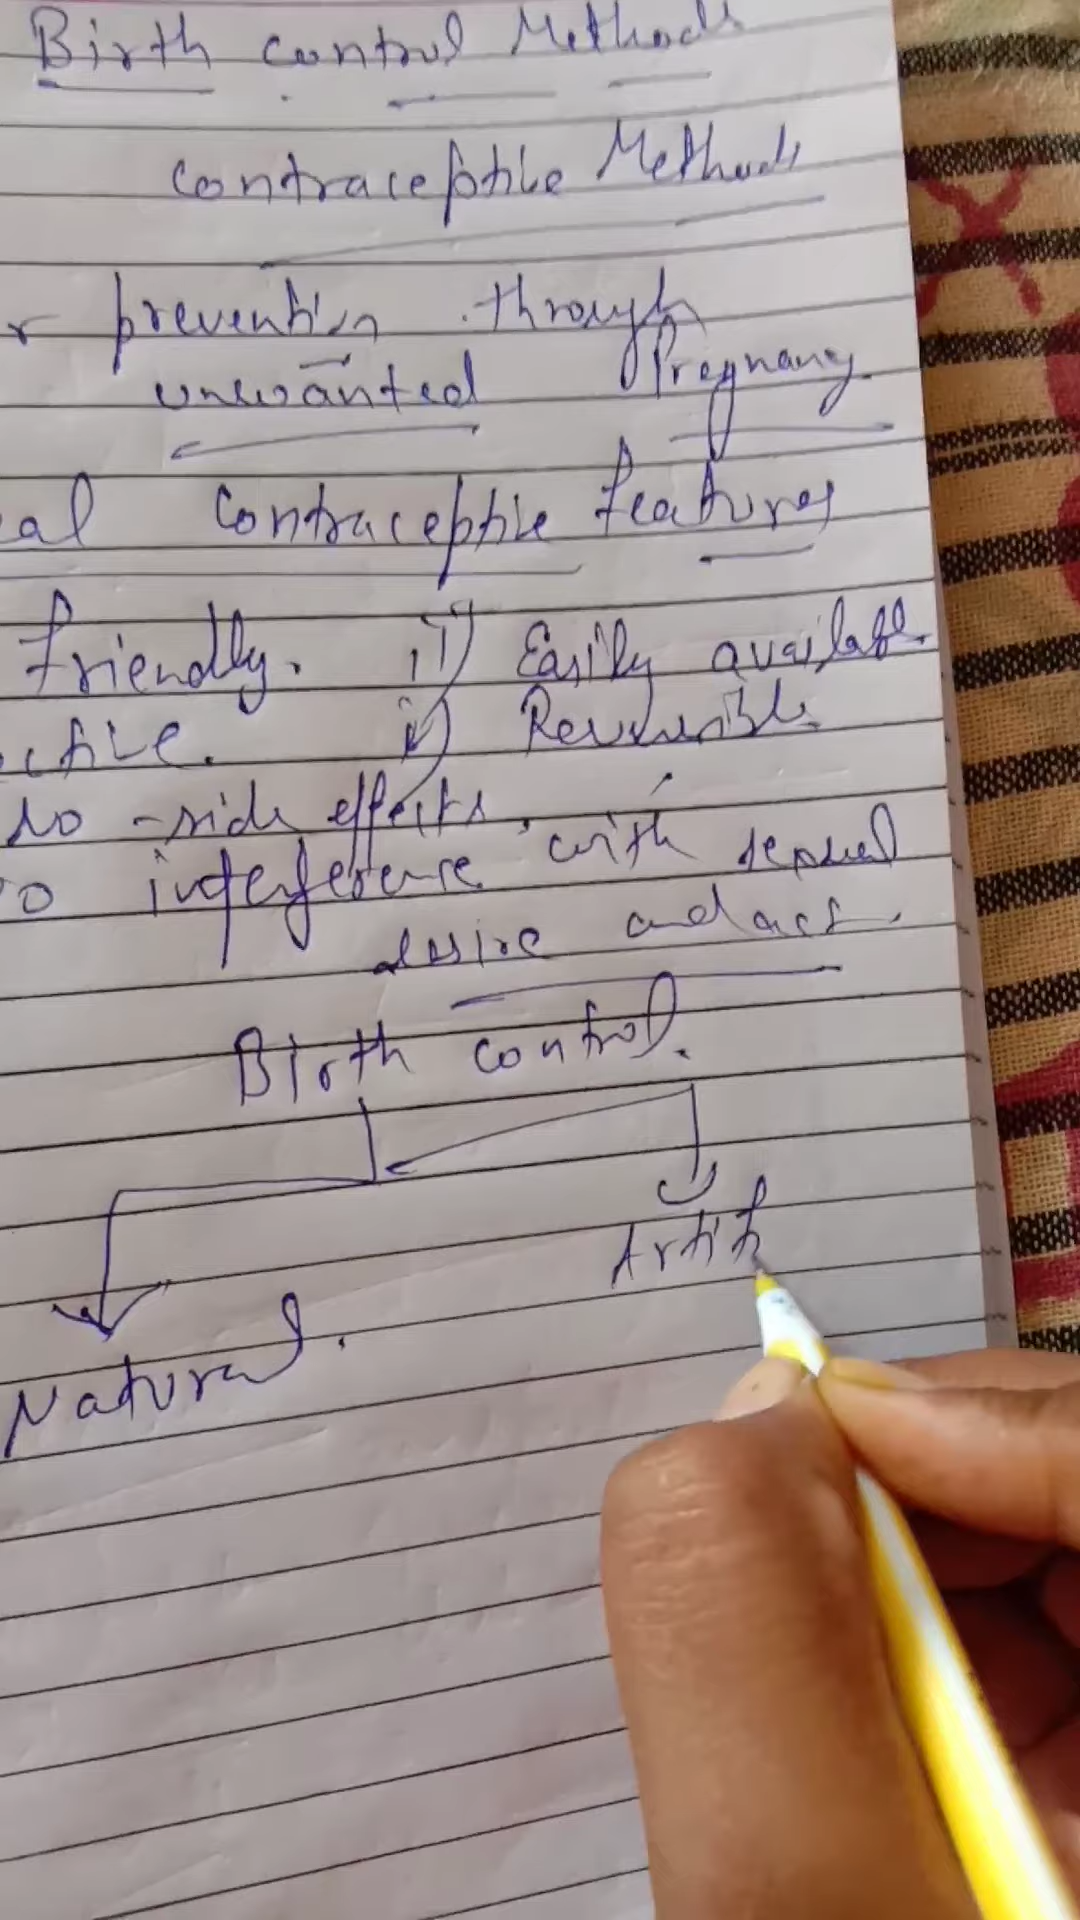 Birth control Methods
contraceptive Methods
r prevention through
unwanted Pregnancy.
al Contraceptive features
friendly. ii) Easily available.
ctive. iv) Reversible
No -side effects.
o interference with sexual
desire and act.
Birth control.
Artif
Natural.